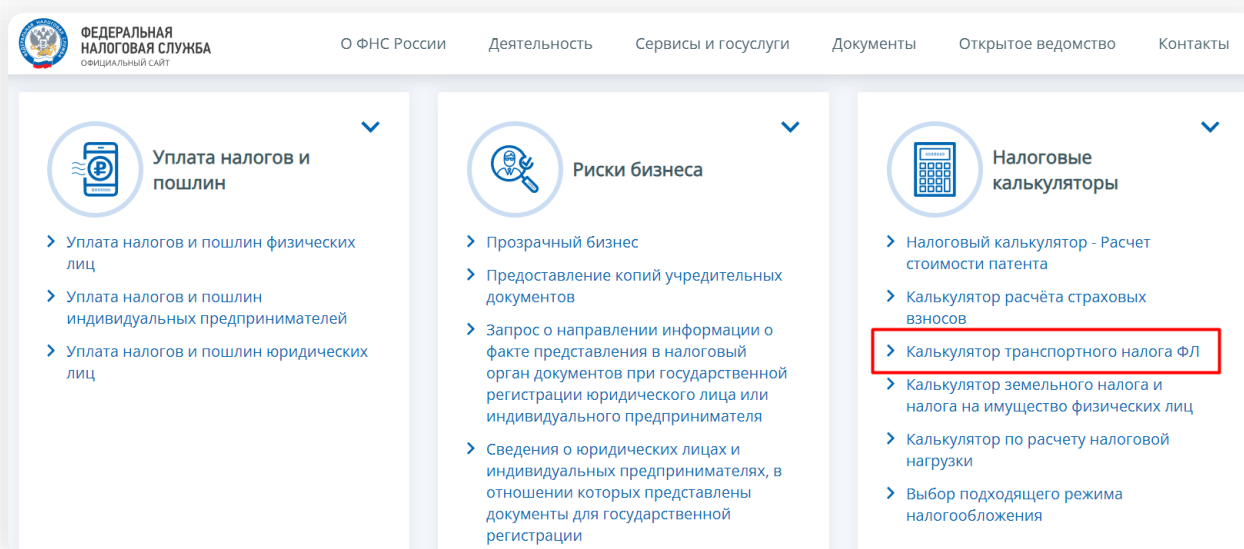 ФЕДЕРАЛЬНАЯ
НАЛОГОВАЯ СЛУЖБА
ОФИЦИАЛЬНЫЙ САЙТ
О ФНС России
Деятельность
Сервисы и госуслуги
Документы
Открытое ведомство
Контакты
Уплата налогов и
пошлин
Уплата налогов и пошлин физических
лиц
Уплата налогов и пошлин
индивидуальных предпринимателей
Уплата налогов и пошлин юридических
лиц
Риски бизнеса
Прозрачный бизнес
Предоставление копий учредительных
документов
Запрос о направлении информации о
факте представления в налоговый
орган документов при государственной
регистрации юридического лица или
индивидуального предпринимателя
Сведения о юридических лицах и
индивидуальных предпринимателях, в
отношении которых представлены
документы для государственной
регистрации
Налоговые
калькуляторы
Налоговый калькулятор - Расчет
стоимости патента
Калькулятор расчёта страховых
взносов
Калькулятор транспортного налога ФЛ
Калькулятор земельного налога и
налога на имущество физических лиц
Калькулятор по расчету налоговой
нагрузки
Выбор подходящего режима
налогообложения